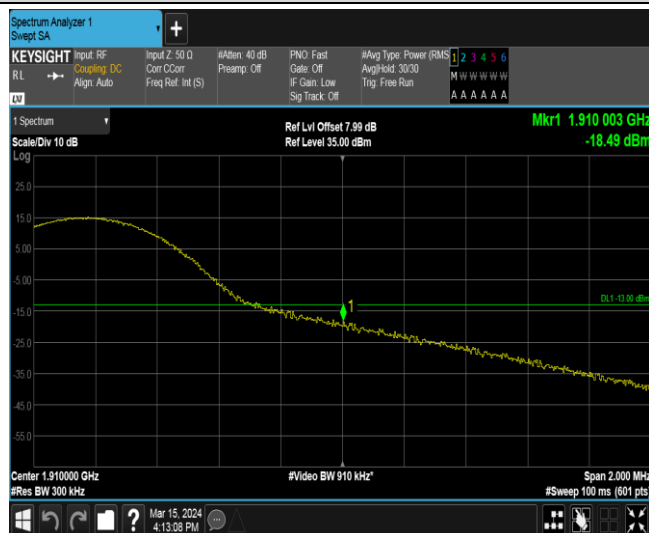 Spectrum Analyzer 1
Swept SA
KEYSIGHT
RL
LXI
Input: RF
Coupling: DC
Align: Auto
Input Z: 50 Ω
Corr CCorr
Freq Ref: Int (S)
#Atten: 40 dB
Preamp: Off
PNO: Fast
Gate: Off
IF Gain: Low
Sig Track: Off
#Avg Type: Power (RMS
Avg|Hold: 30/30
Trig: Free Run
1 2 3 4 5 6
M W W W W W
A A A A A A
1 Spectrum
Scale/Div 10 dB
Ref Lvl Offset 7.99 dB
Ref Level 35.00 dBm
Mkr1 1.910 003 GHz
-18.49 dBm
Log
25.0
15.0
5.00
-5.00
-15.0
-25.0
-35.0
-45.0
-55.0
1
DL1 -13.00 dBm
Center 1.910000 GHz
#Res BW 300 kHz
#Video BW 910 kHz*
Span 2.000 MHz
#Sweep 100 ms (601 pts)
?
Mar 15, 2024
4:13:08 PM